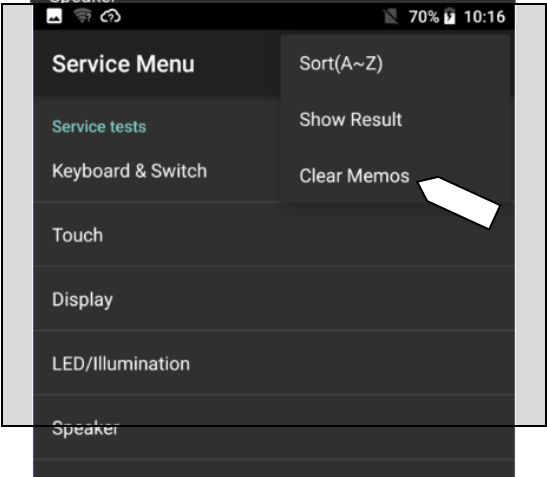 Speaker
70% 10:16
Service Menu
Sort(A~Z)
Show Result
Clear Memos
Service tests
Keyboard & Switch
Touch
Display
LED/Illumination
Speaker